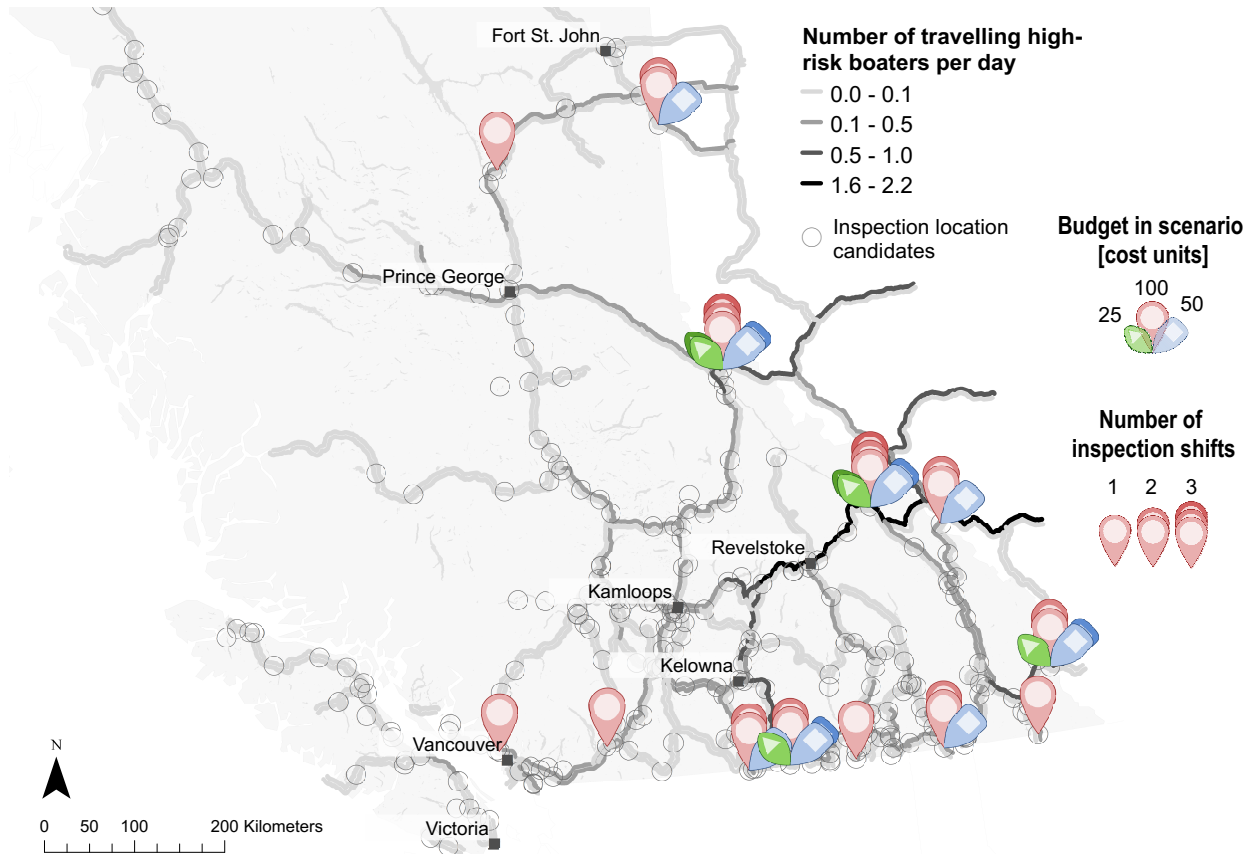 Fort St. John
Number of travelling high-
risk boaters per day
0.0 - 0.1
0.1 - 0.5
0.5 - 1.0
1.6 - 2.2
Inspection location
candidates
Budget in scenario
[cost units]
100
25
50
Prince George
Number of
inspection shifts
1 2 3
Revelstoke
Kamloops
Kelowna
Vancouver
Victoria
N
0 50 100 200 Kilometers